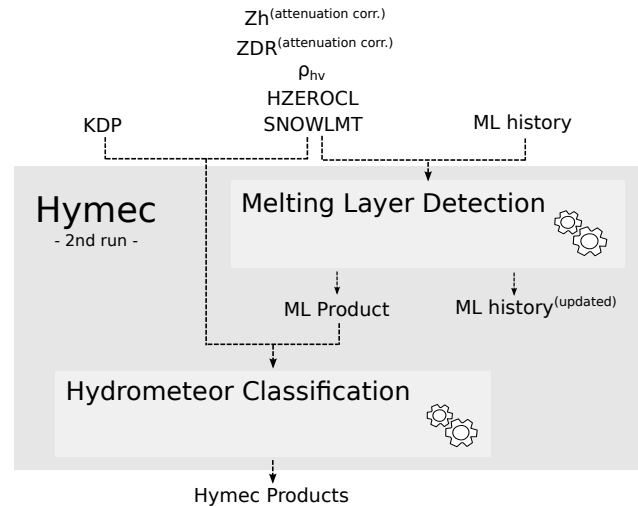 Zh(attenuation corr.)
ZDR(attenuation corr.)
ρhv
HZEROCL
KDP
SNOWLMT
ML history
Hymec
- 2nd run -
Melting Layer Detection
ML Product
ML history(updated)
Hydrometeor Classification
Hymec Products